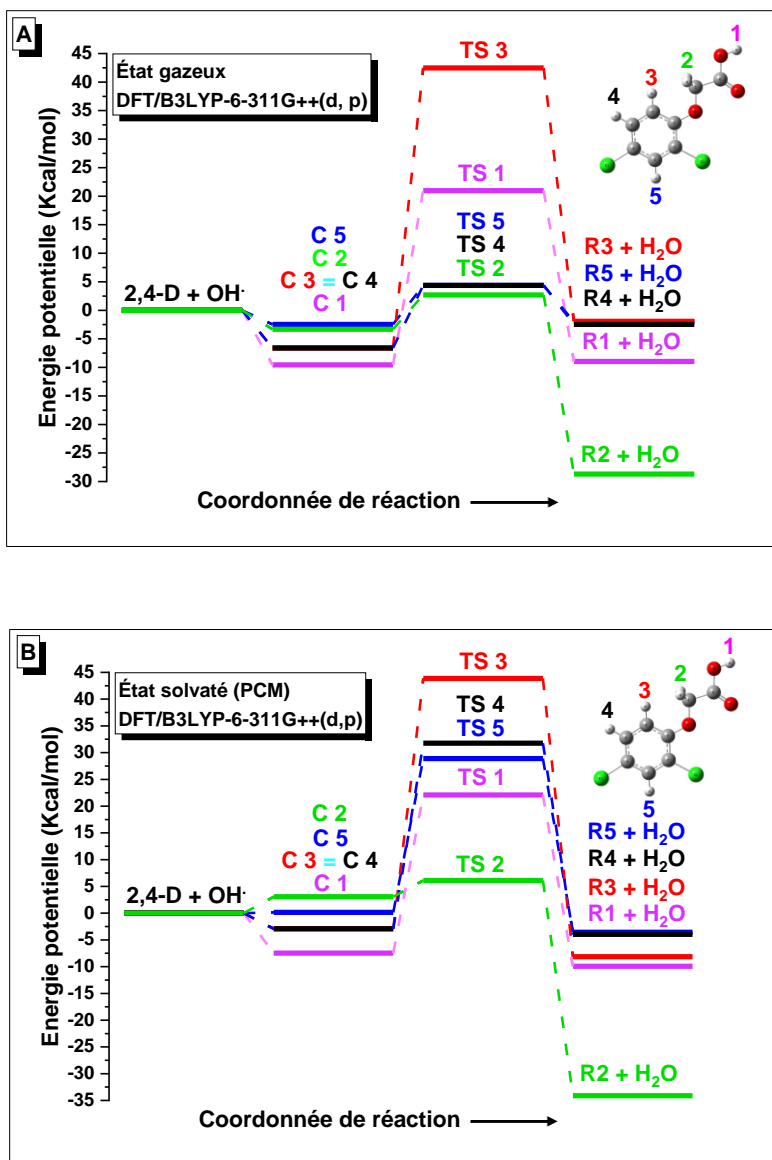 A
État gazeux
DFT/B3LYP-6-311G++(d, p)
Energie potentielle (Kcal/mol)
45
40
35
30
25
20
15
10
5
0
-5
-10
-15
-20
-25
-30
2,4-D + OH·
C 5
C 2
C 3 = C 4
C 1
TS 3
TS 1
TS 5
TS 4
TS 2
1
2
3
4
5
R3 + H₂O
R5 + H₂O
R4 + H₂O
R1 + H₂O
R2 + H₂O
Coordonnée de réaction
B
État solvaté (PCM)
DFT/B3LYP-6-311G++(d,p)
Energie potentielle (Kcal/mol)
45
40
35
30
25
20
15
10
5
0
-5
-10
-15
-20
-25
-30
-35
2,4-D + OH·
C 2
C 5
C 3 = C 4
C 1
TS 3
TS 4
TS 5
TS 1
TS 2
1
2
3
4
5
R5 + H₂O
R4 + H₂O
R3 + H₂O
R1 + H₂O
R2 + H₂O
Coordonnée de réaction